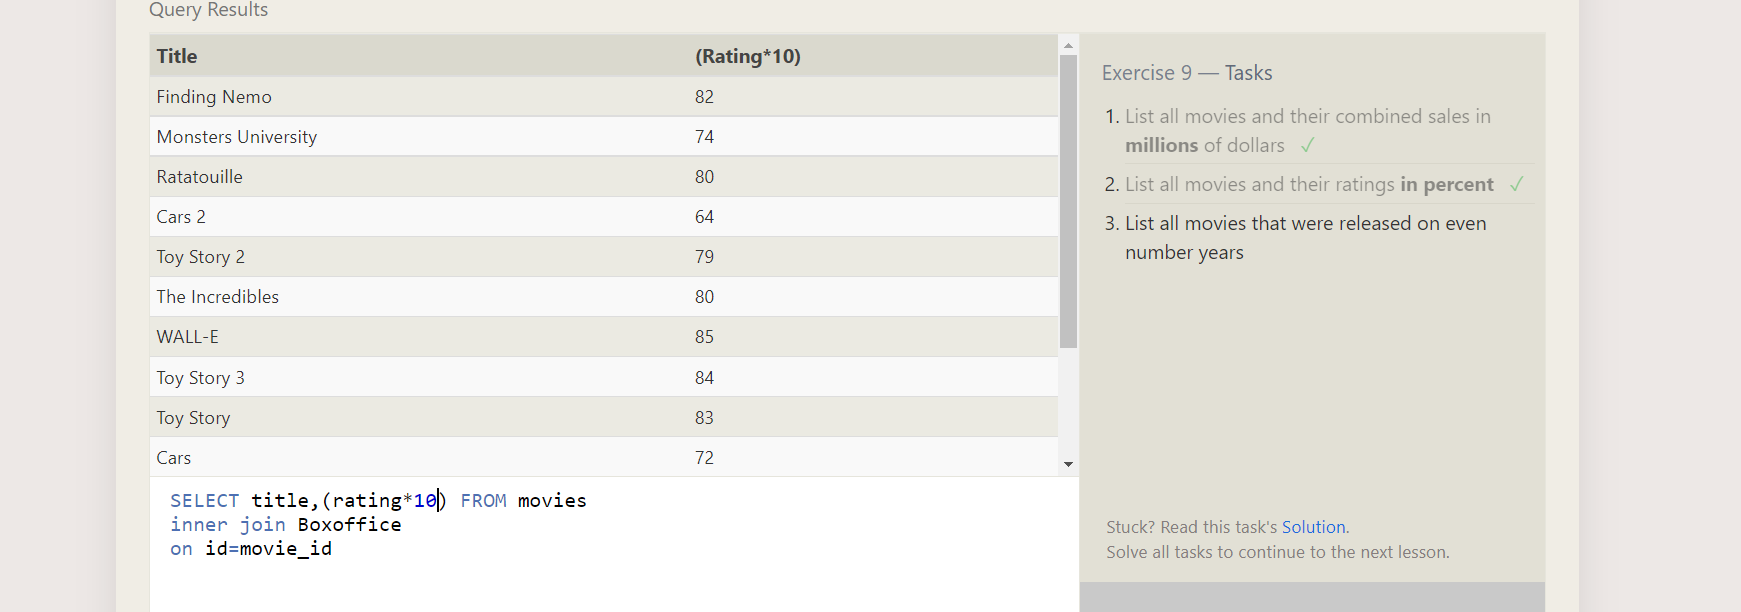 Query Results
Title (Rating*10)
Finding Nemo 82
Monsters University 74
Ratatouille 80
Cars 2 64
Toy Story 2 79
The Incredibles 80
WALL-E 85
Toy Story 3 84
Toy Story 83
Cars 72
SELECT title,(rating*10) FROM movies
inner join Boxoffice
on id=movie_id
Exercise 9 — Tasks
1. List all movies and their combined sales in
millions of dollars ✓
2. List all movies and their ratings in percent ✓
3. List all movies that were released on even
number years
Stuck? Read this task's Solution.
Solve all tasks to continue to the next lesson.